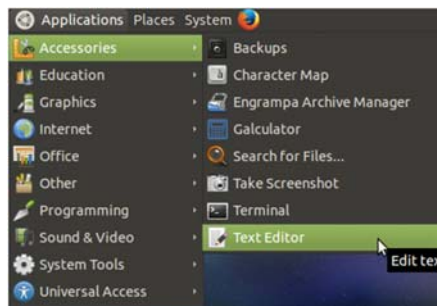 Applications Places System
Accessories
Education
Graphics
Internet
Office
Other
Programming
Sound & Video
System Tools
Universal Access
Backups
Character Map
Engrampa Archive Manager
Galculator
Search for Files...
Take Screenshot
Terminal
Text Editor
Edit tex